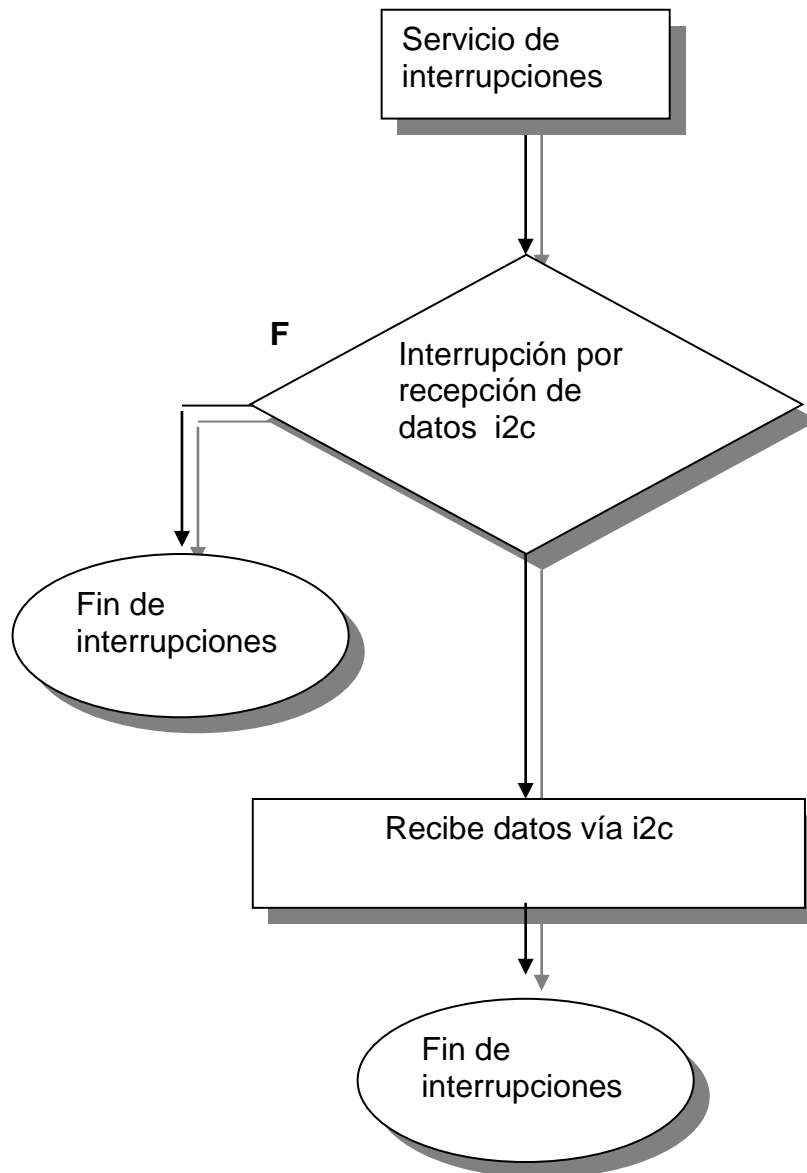 Servicio de
interrupciones
F
Interrupción por
recepción de
datos i2c
Fin de
interrupciones
Recibe datos vía i2c
Fin de
interrupciones